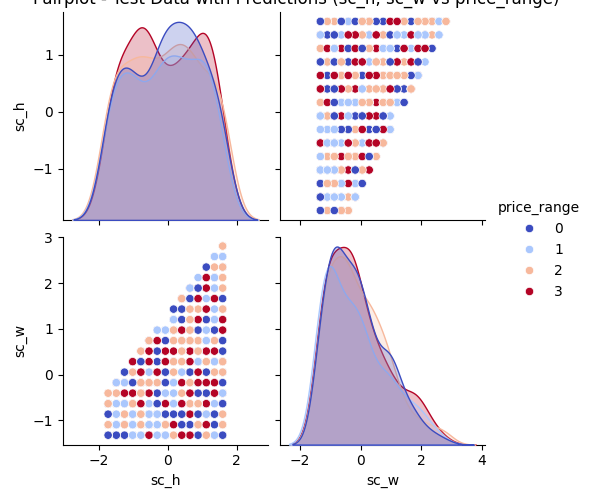 Pairplot - Test Data with Predictions (sc_h, sc_w vs price_range)
1
0
−1
sc_h
price_range
0
1
2
3
3
2
1
0
−1
sc_w
−2 0 2
−2 0 2 4
sc_h sc_w